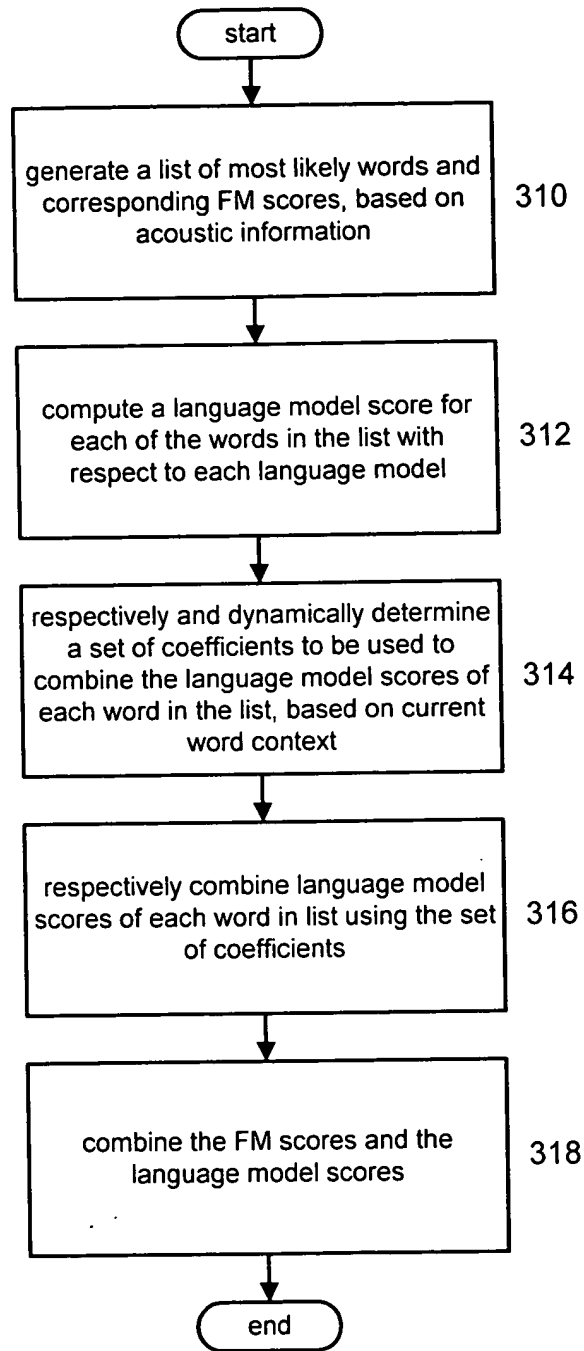 start
generate a list of most likely words and
corresponding FM scores, based on
acoustic information
310
compute a language model score for
each of the words in the list with
respect to each language model
312
respectively and dynamically determine
a set of coefficients to be used to
combine the language model scores of
each word in the list, based on current
word context
314
respectively combine language model
scores of each word in list using the set
of coefficients
316
combine the FM scores and the
language model scores
318
end